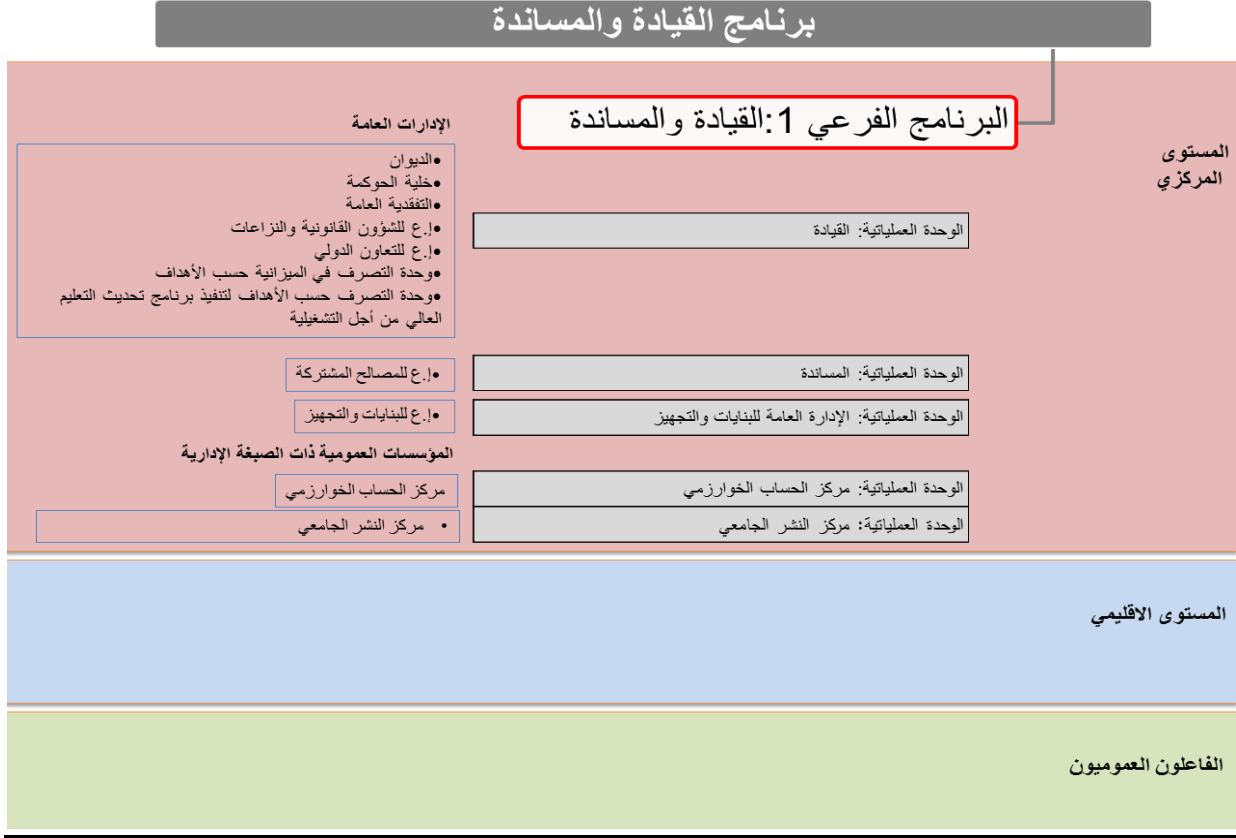 برنامج القيادة والمساندة
البرنامج الفرعي 1:القيادة والمساندة
المستوى
المركزي
الإدارات العامة
•الديوان
•خلية الحوكمة
•التفقدية العامة
•إ.ع للشؤون القانونية والنزاعات
•إ.ع للتعاون الدولي
•وحدة التصرف في الميزانية حسب الأهداف
•وحدة التصرف حسب الأهداف لتنفيذ برنامج تحديث التعليم
العالي من أجل التشغيلية
الوحدة العملياتية: القيادة
الوحدة العملياتية: المساندة
•إ.ع للمصالح المشتركة
الوحدة العملياتية: الإدارة العامة للبنايات والتجهيز
•إ.ع للبنايات والتجهيز
المؤسسات العمومية ذات الصبغة الإدارية
الوحدة العملياتية: مركز الحساب الخوارزمي
مركز الحساب الخوارزمي
الوحدة العملياتية: مركز النشر الجامعي
• مركز النشر الجامعي
المستوى الاقليمي
الفاعلون العموميون